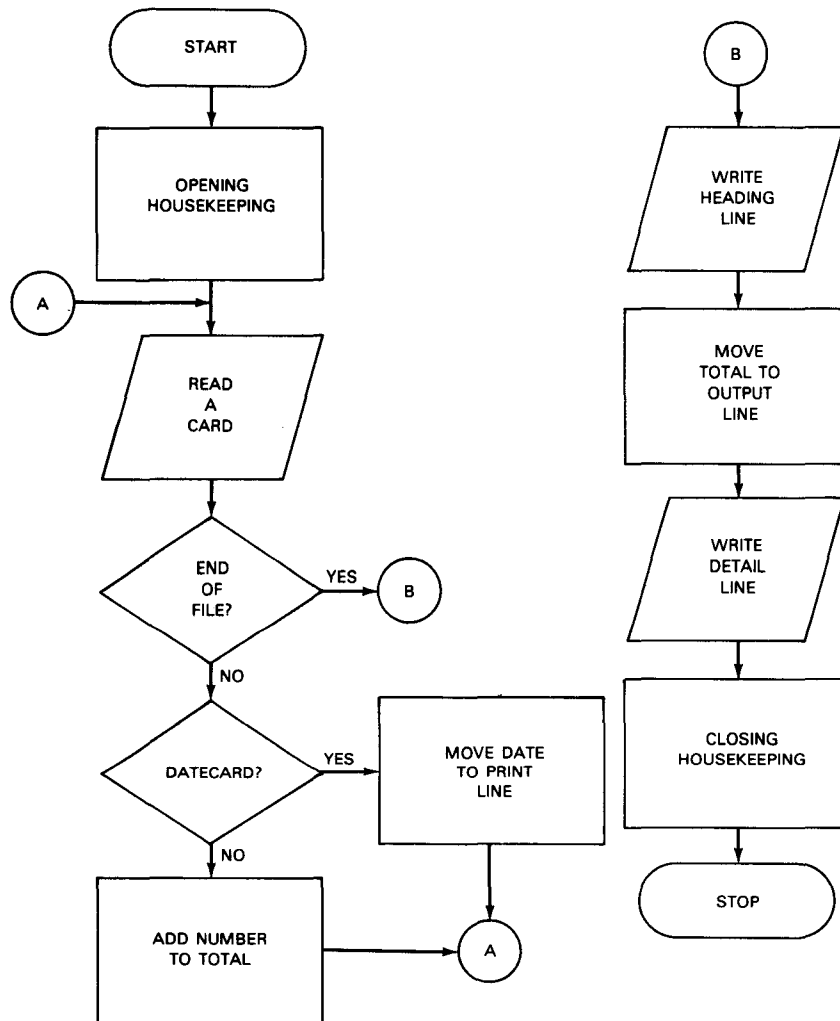 START
OPENING
HOUSEKEEPING
A
READ
A
CARD
END
OF
FILE?
YES
B
NO
DATECARD?
YES
MOVE DATE
TO PRINT
LINE
NO
ADD NUMBER
TO TOTAL
A
B
WRITE
HEADING
LINE
MOVE
TOTAL TO
OUTPUT
LINE
WRITE
DETAIL
LINE
CLOSING
HOUSEKEEPING
STOP